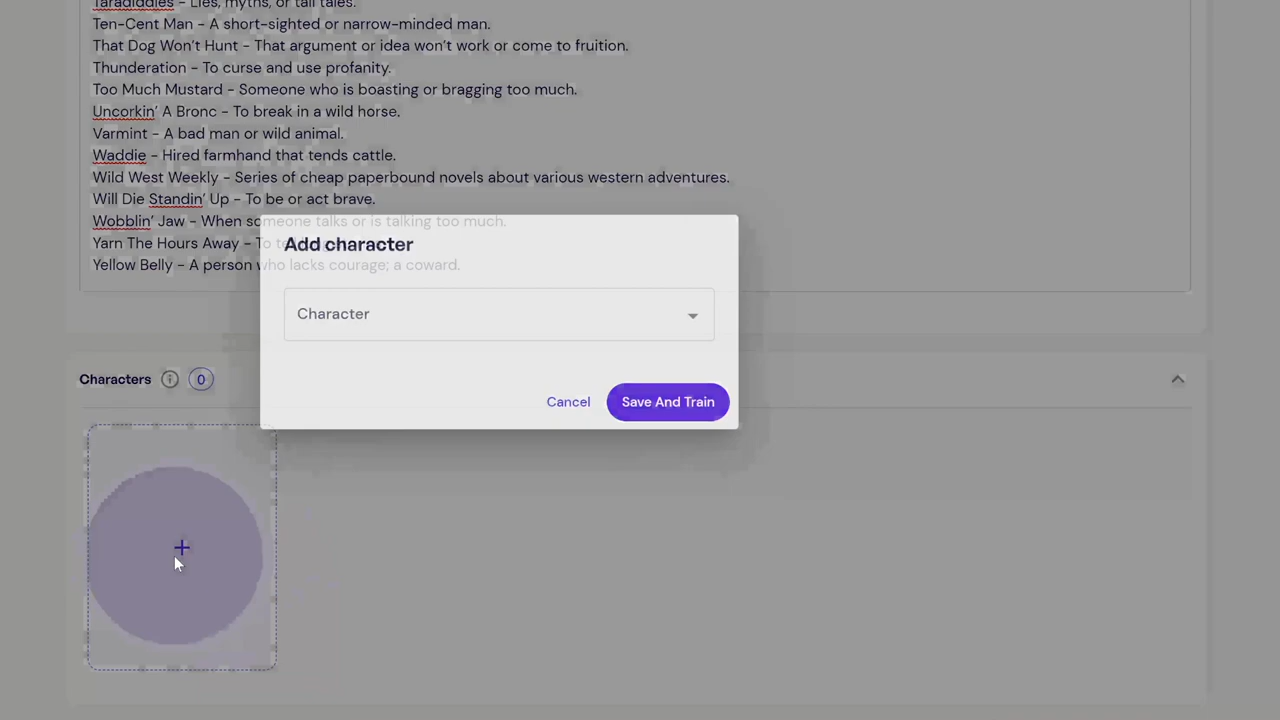 Taradiddles - Lies, myths, or tall tales.
Ten-Cent Man - A short-sighted or narrow-minded man.
That Dog Won't Hunt - That argument or idea won't work or come to fruition.
Thunderation - To curse and use profanity.
Too Much Mustard - Someone who is boasting or bragging too much.
Uncorkin' A Bronc - To break in a wild horse.
Varmint - A bad man or wild animal.
Waddie - Hired farmhand that tends cattle.
Wild West Weekly - Series of cheap paperbound novels about various western adventures.
Will Die Standin' Up - To be or act brave.
Wobblin' Jaw - When someone talks or is talking too much.
Yarn The Hours Away - To
Yellow Belly - A person who lacks courage; a coward.
Add character
Character
Cancel
Save And Train
Characters
0